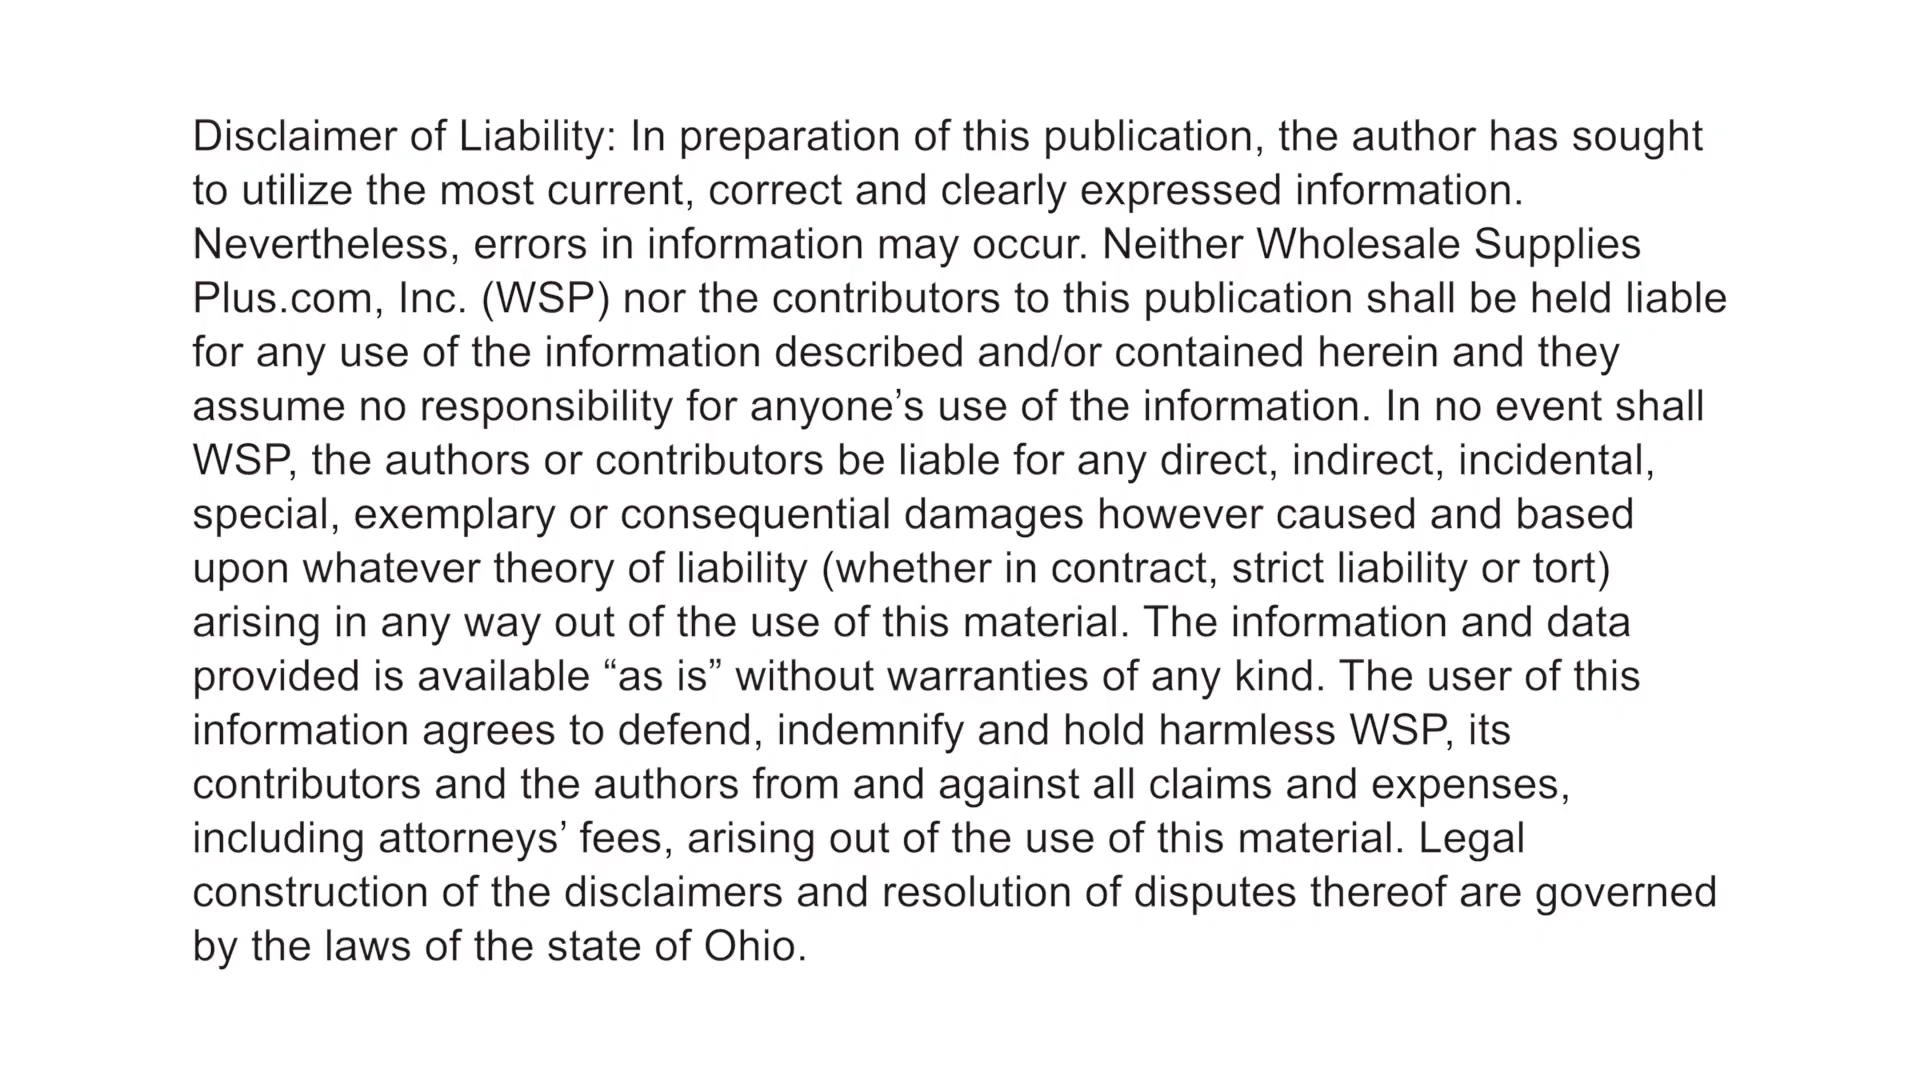 Disclaimer of Liability: In preparation of this publication, the author has sought
to utilize the most current, correct and clearly expressed information.
Nevertheless, errors in information may occur. Neither Wholesale Supplies
Plus.com, Inc. (WSP) nor the contributors to this publication shall be held liable
for any use of the information described and/or contained herein and they
assume no responsibility for anyone’s use of the information. In no event shall
WSP, the authors or contributors be liable for any direct, indirect, incidental,
special, exemplary or consequential damages however caused and based
upon whatever theory of liability (whether in contract, strict liability or tort)
arising in any way out of the use of this material. The information and data
provided is available “as is” without warranties of any kind. The user of this
information agrees to defend, indemnify and hold harmless WSP, its
contributors and the authors from and against all claims and expenses,
including attorneys’ fees, arising out of the use of this material. Legal
construction of the disclaimers and resolution of disputes thereof are governed
by the laws of the state of Ohio.